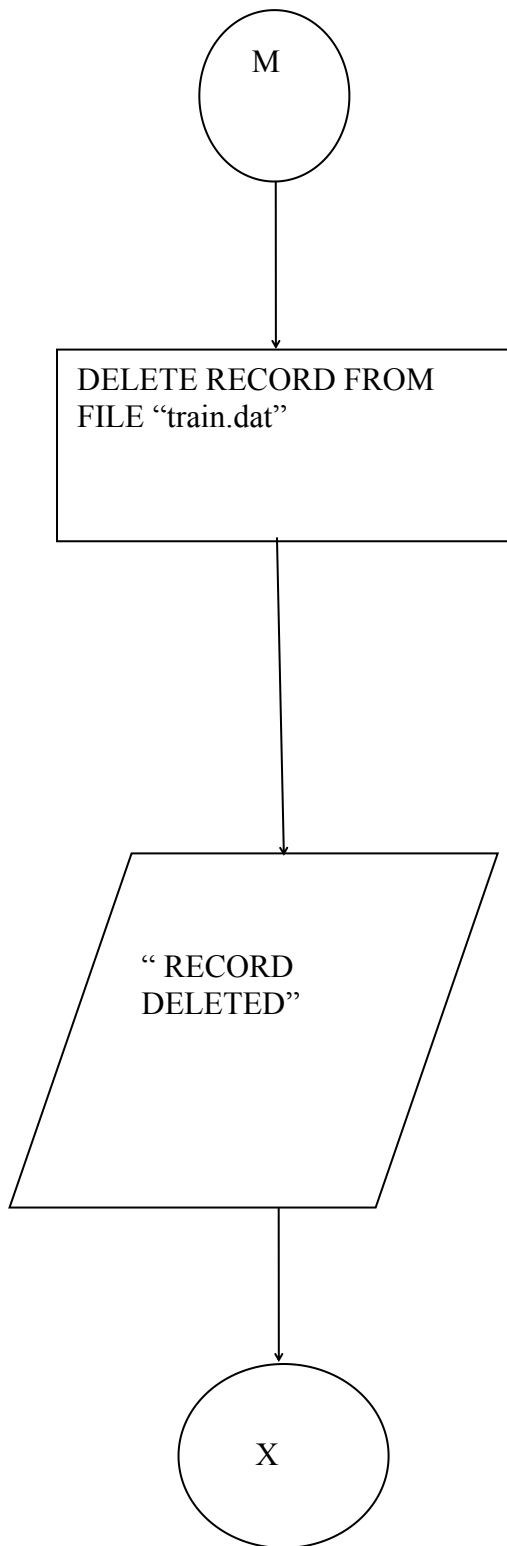 M
DELETE RECORD FROM
FILE “train.dat”
“ RECORD
DELETED”
X